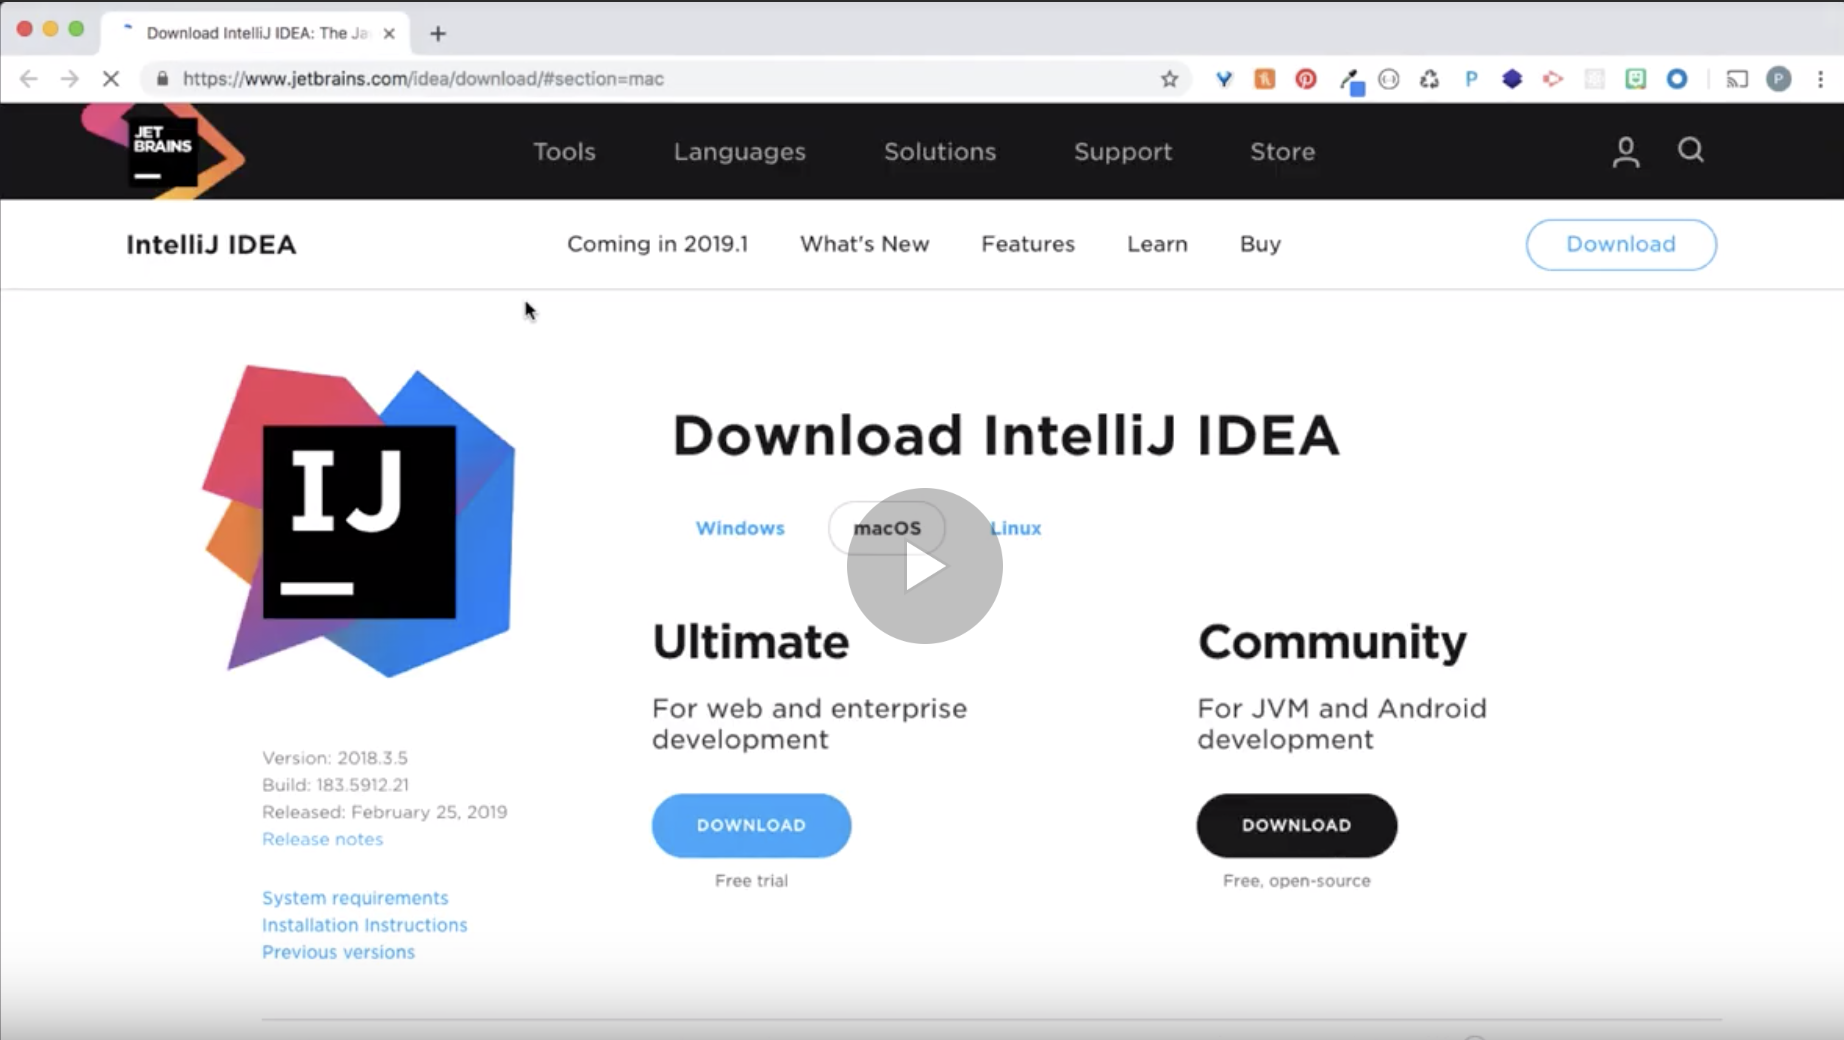 Download IntelliJ IDEA: The Ja
https://www.jetbrains.com/idea/download/#section=mac
JET
BRAINS
Tools
Languages
Solutions
Support
Store
IntelliJ IDEA
Coming in 2019.1
What's New
Features
Learn
Buy
Download
IJ
Download IntelliJ IDEA
Windows
macOS
Linux
Ultimate
For web and enterprise
development
DOWNLOAD
Free trial
Community
For JVM and Android
development
DOWNLOAD
Free, open-source
Version: 2018.3.5
Build: 183.5912.21
Released: February 25, 2019
Release notes
System requirements
Installation Instructions
Previous versions